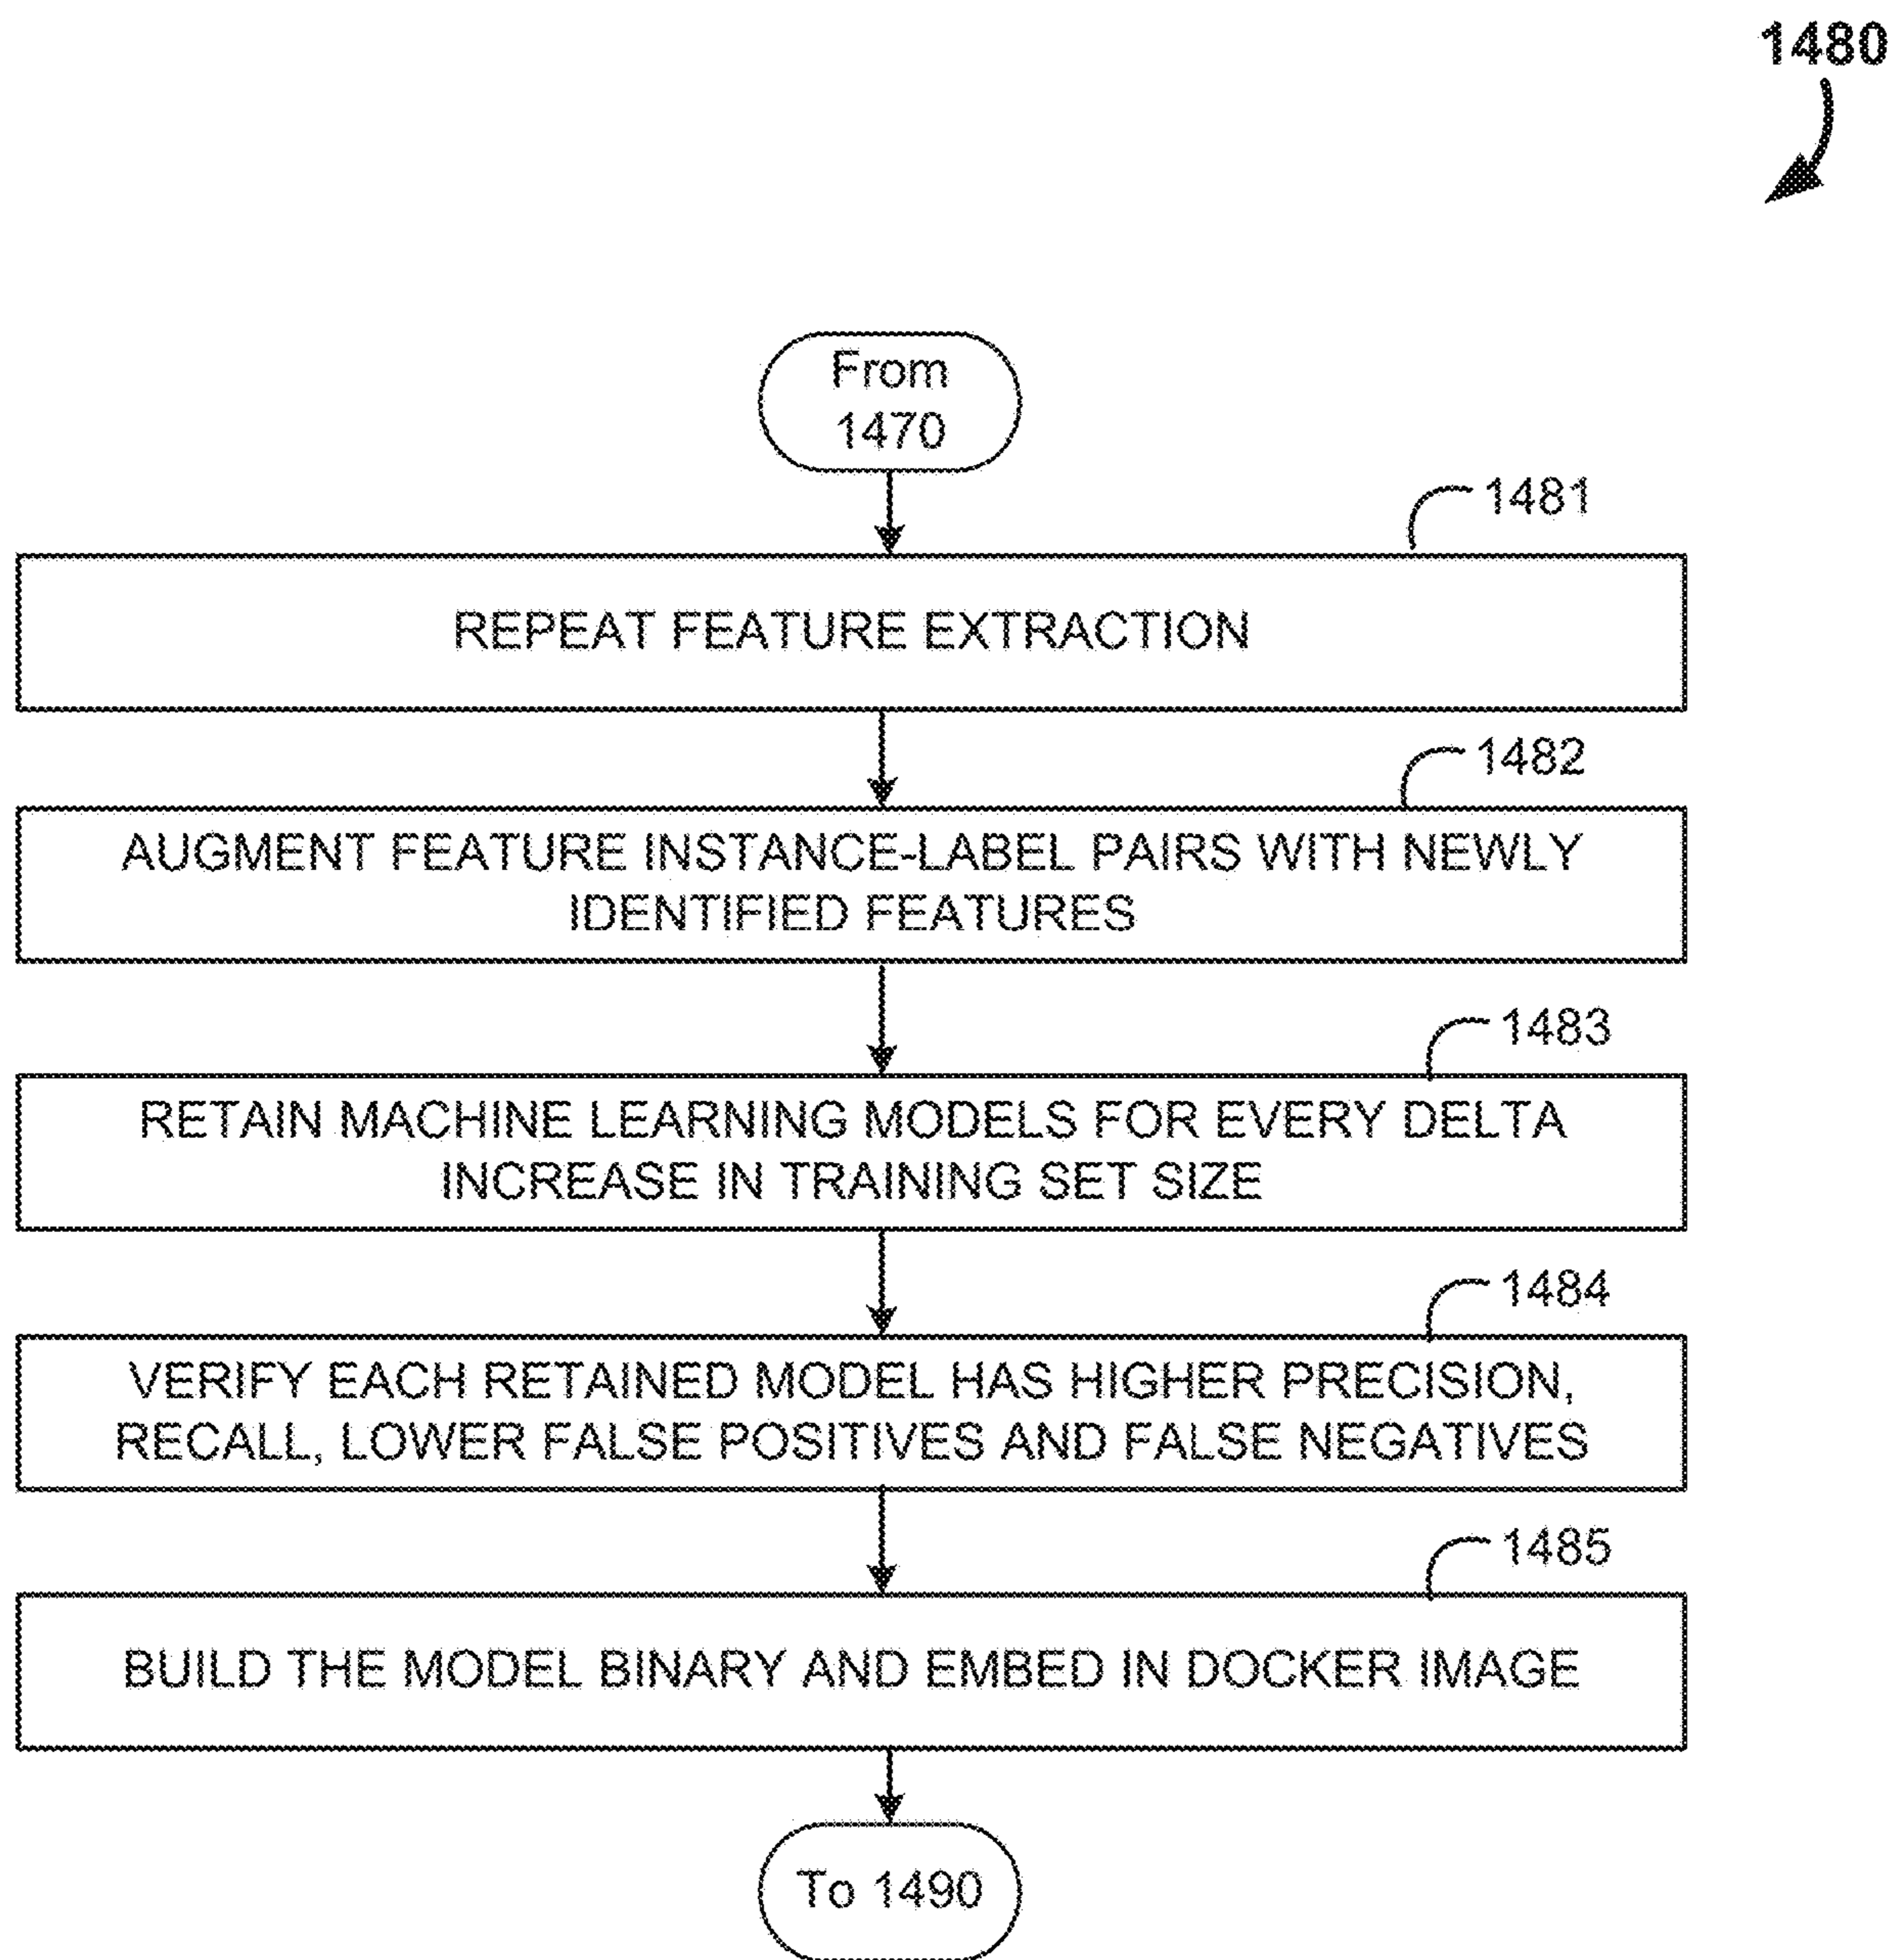 1480
From
1470
1481
REPEAT FEATURE EXTRACTION
1482
AUGMENT FEATURE INSTANCE-LABEL PAIRS WITH NEWLY
IDENTIFIED FEATURES
1483
RETAIN MACHINE LEARNING MODELS FOR EVERY DELTA
INCREASE IN TRAINING SET SIZE
1484
VERIFY EACH RETAINED MODEL HAS HIGHER PRECISION,
RECALL, LOWER FALSE POSITIVES AND FALSE NEGATIVES
1485
BUILD THE MODEL BINARY AND EMBED IN DOCKER IMAGE
To 1490